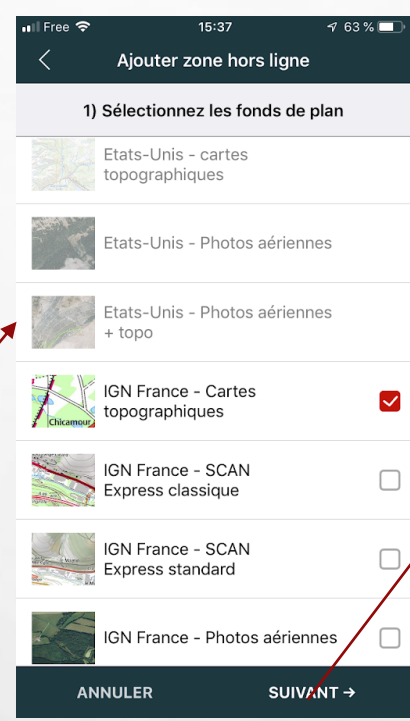 Free 15:37 63 %
Ajouter zone hors ligne
1) Sélectionnez les fonds de plan
Etats-Unis - cartes
topographiques
Etats-Unis - Photos aériennes
Etats-Unis - Photos aériennes
+ topo
IGN France - Cartes
topographiques
Chicamour
IGN France - SCAN
Express classique
IGN France - SCAN
Express standard
IGN France - Photos aériennes
ANNULER SUIVANT →